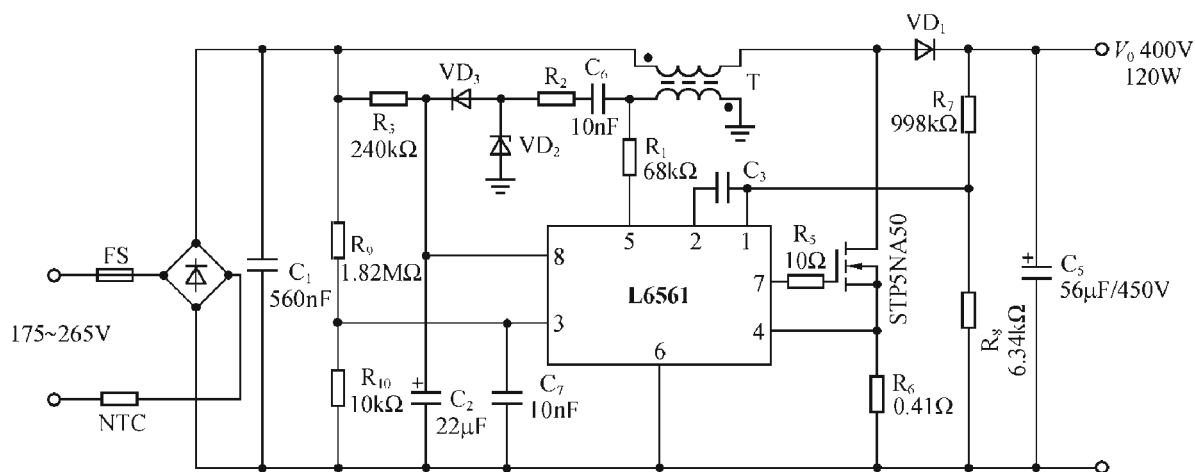 VD₁
V₀ 400V
120W
VD₃
R₂
C₆
10nF
T
R₃
240kΩ
VD₂
R₁
68kΩ
C₃
R₇
998kΩ
FS
C₁
560nF
R₉
1.82MΩ
5
2
1
8
L6561
7
3
4
6
R₅
10Ω
STP5NA50
+
C₅
56μF/450V
175~265V
R₈
6.34kΩ
NTC
R₁₀
10kΩ
+
C₂
22μF
C₇
10nF
R₆
0.41Ω